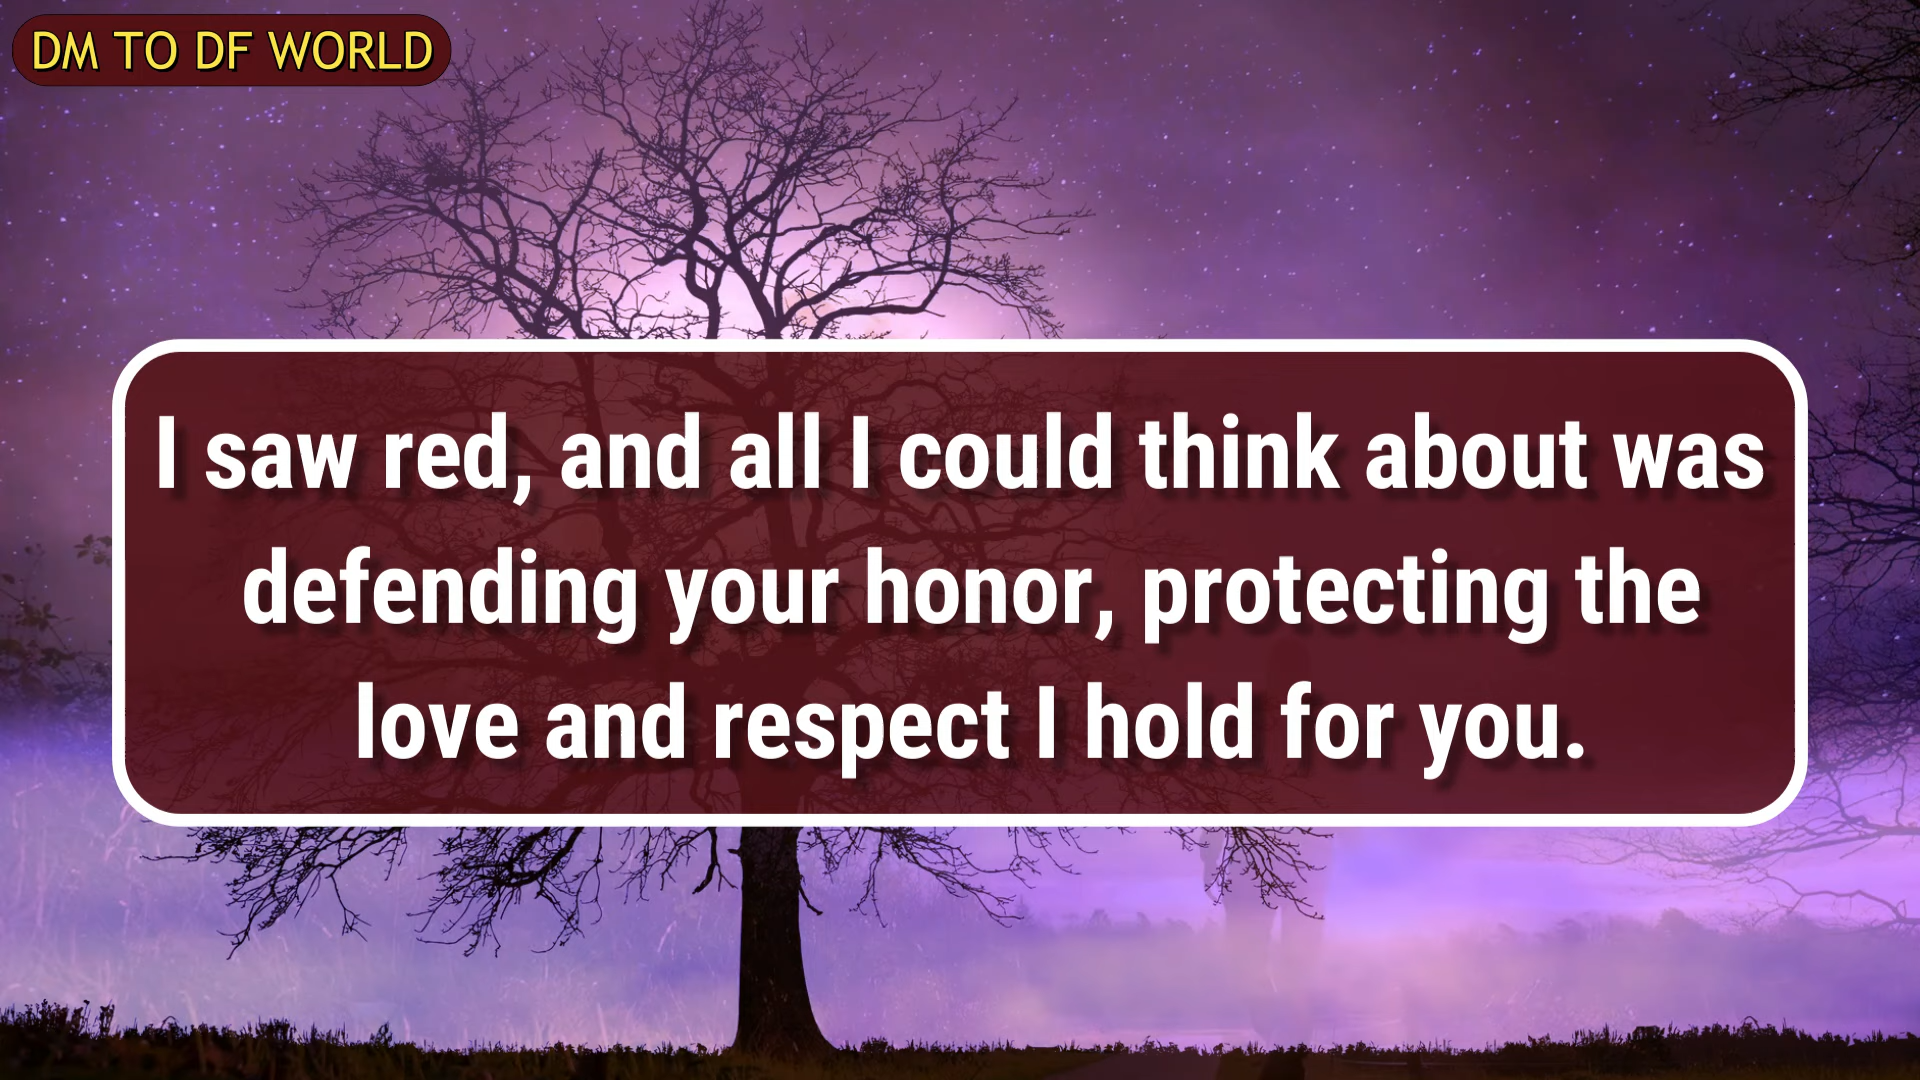 DM TO DF WORLD
I saw red, and all I could think about was
defending your honor, protecting the
love and respect I hold for you.